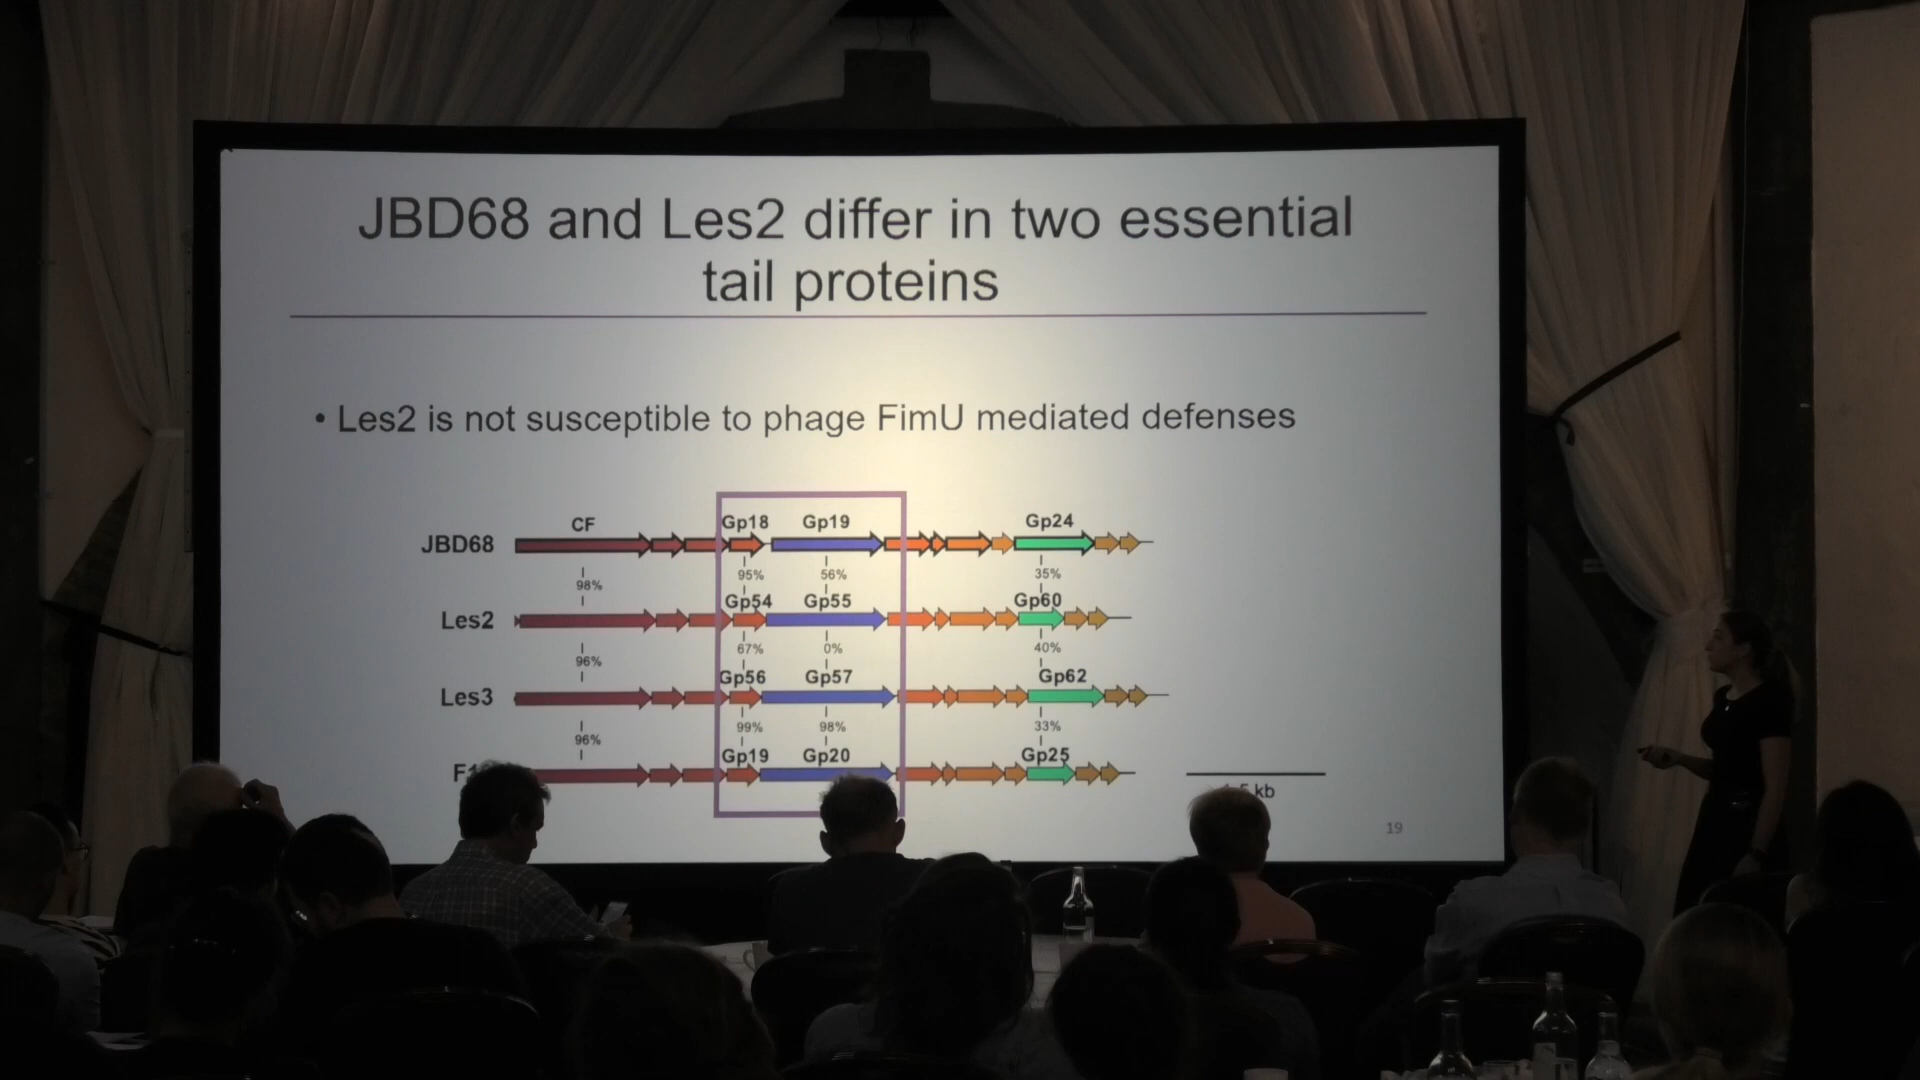 JBD68 and Les2 differ in two essential
tail proteins
• Les2 is not susceptible to phage FimU mediated defenses
CF Gp18 Gp19 Gp24
JBD68
98% 95% 56% 35%
Gp54 Gp55 Gp60
Les2
96% 67% 0% 40%
Gp56 Gp57 Gp62
Les3
96% 99% 98% 33%
Gp19 Gp20 Gp25
kb
19